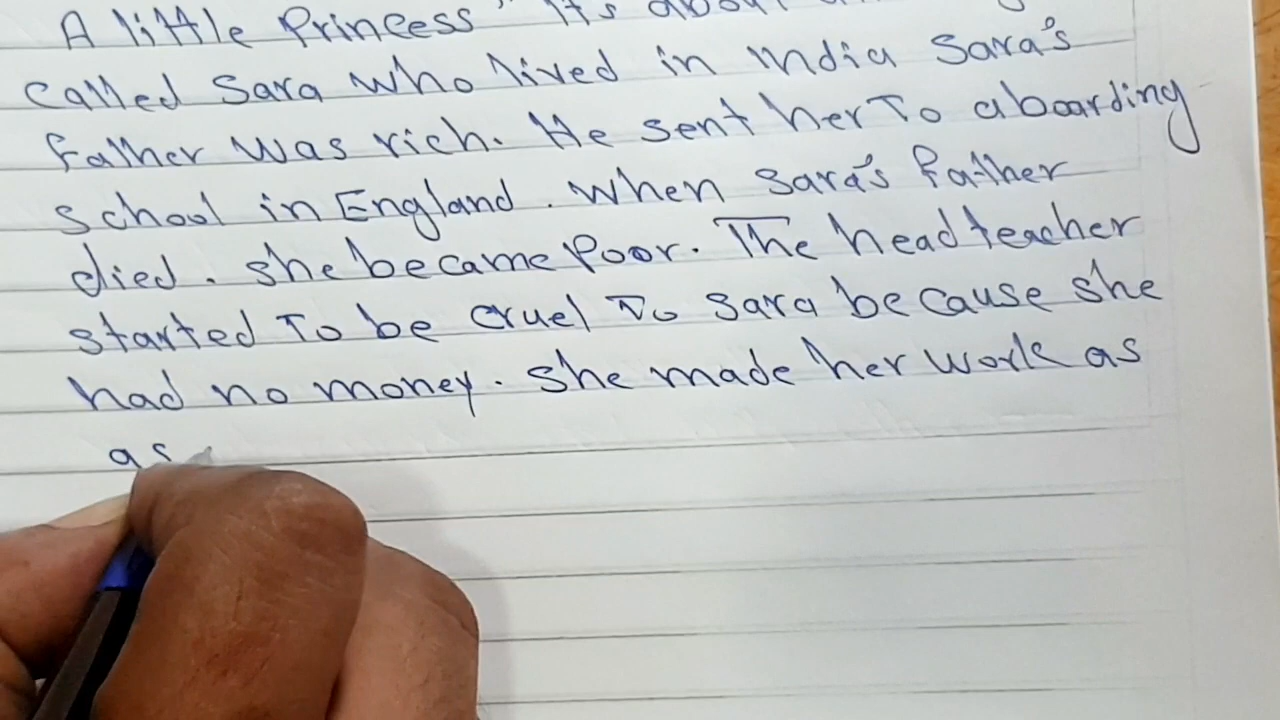 A little Princess" It's about
called Sara who lived in India Sara's
father was rich. He sent her To a boarding
school in England. when Sara's father
died. she became Poor. The head teacher
started To be cruel To Sara because she
had no money. she made her work as
as